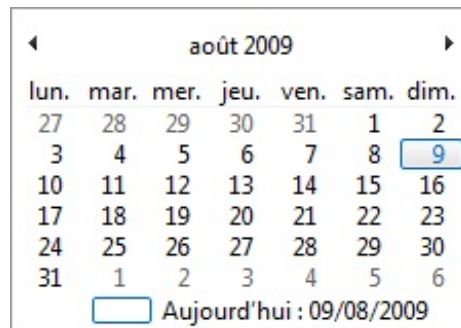 août 2009
lun. mar. mer. jeu. ven. sam. dim.
27 28 29 30 31 1 2
3 4 5 6 7 8 9
10 11 12 13 14 15 16
17 18 19 20 21 22 23
24 25 26 27 28 29 30
31 1 2 3 4 5 6
Aujourd'hui : 09/08/2009